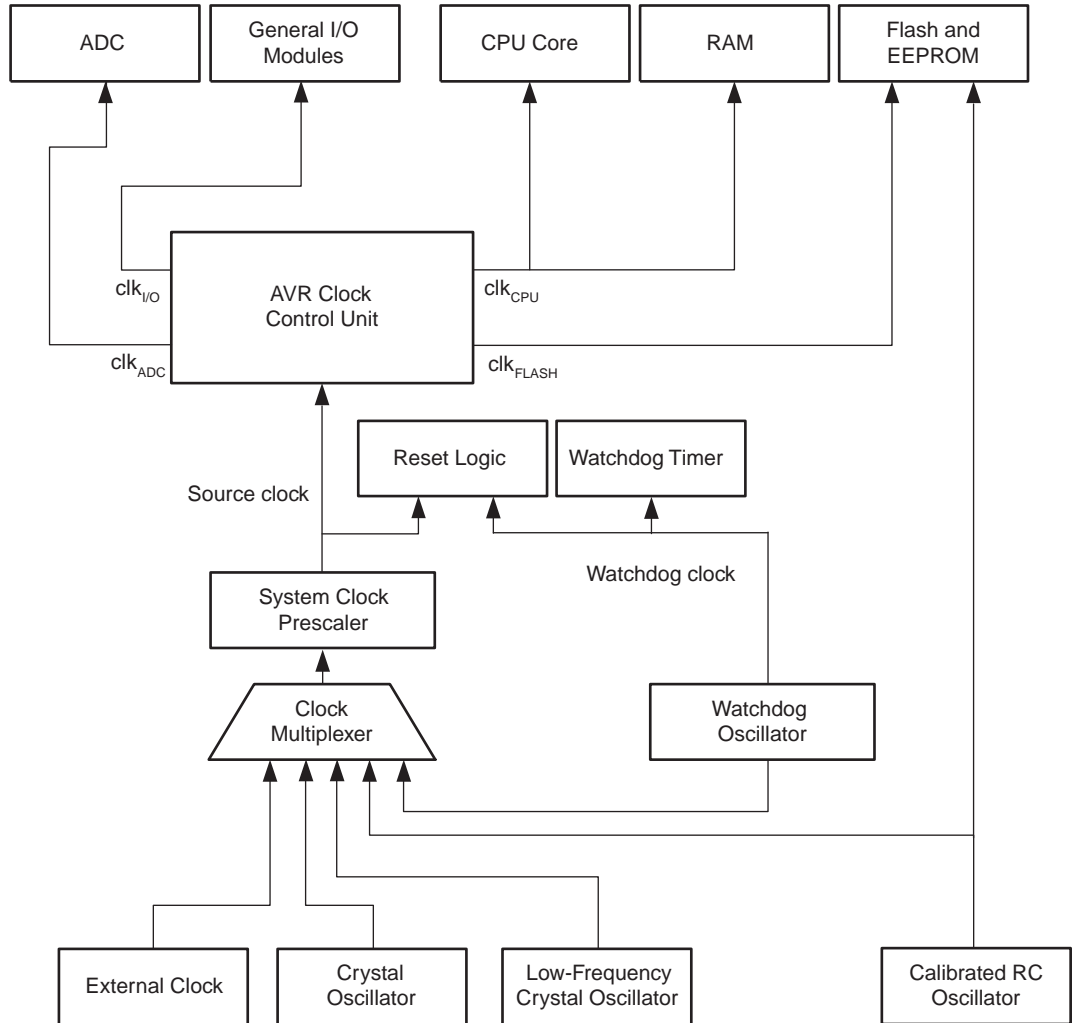 ADC
General I/O
Modules
CPU Core
RAM
Flash and
EEPROM
clkI/O
AVR Clock
Control Unit
clkCPU
clkADC
clkFLASH
Reset Logic
Watchdog Timer
Source clock
Watchdog clock
System Clock
Prescaler
Clock
Multiplexer
Watchdog
Oscillator
External Clock
Crystal
Oscillator
Low-Frequency
Crystal Oscillator
Calibrated RC
Oscillator